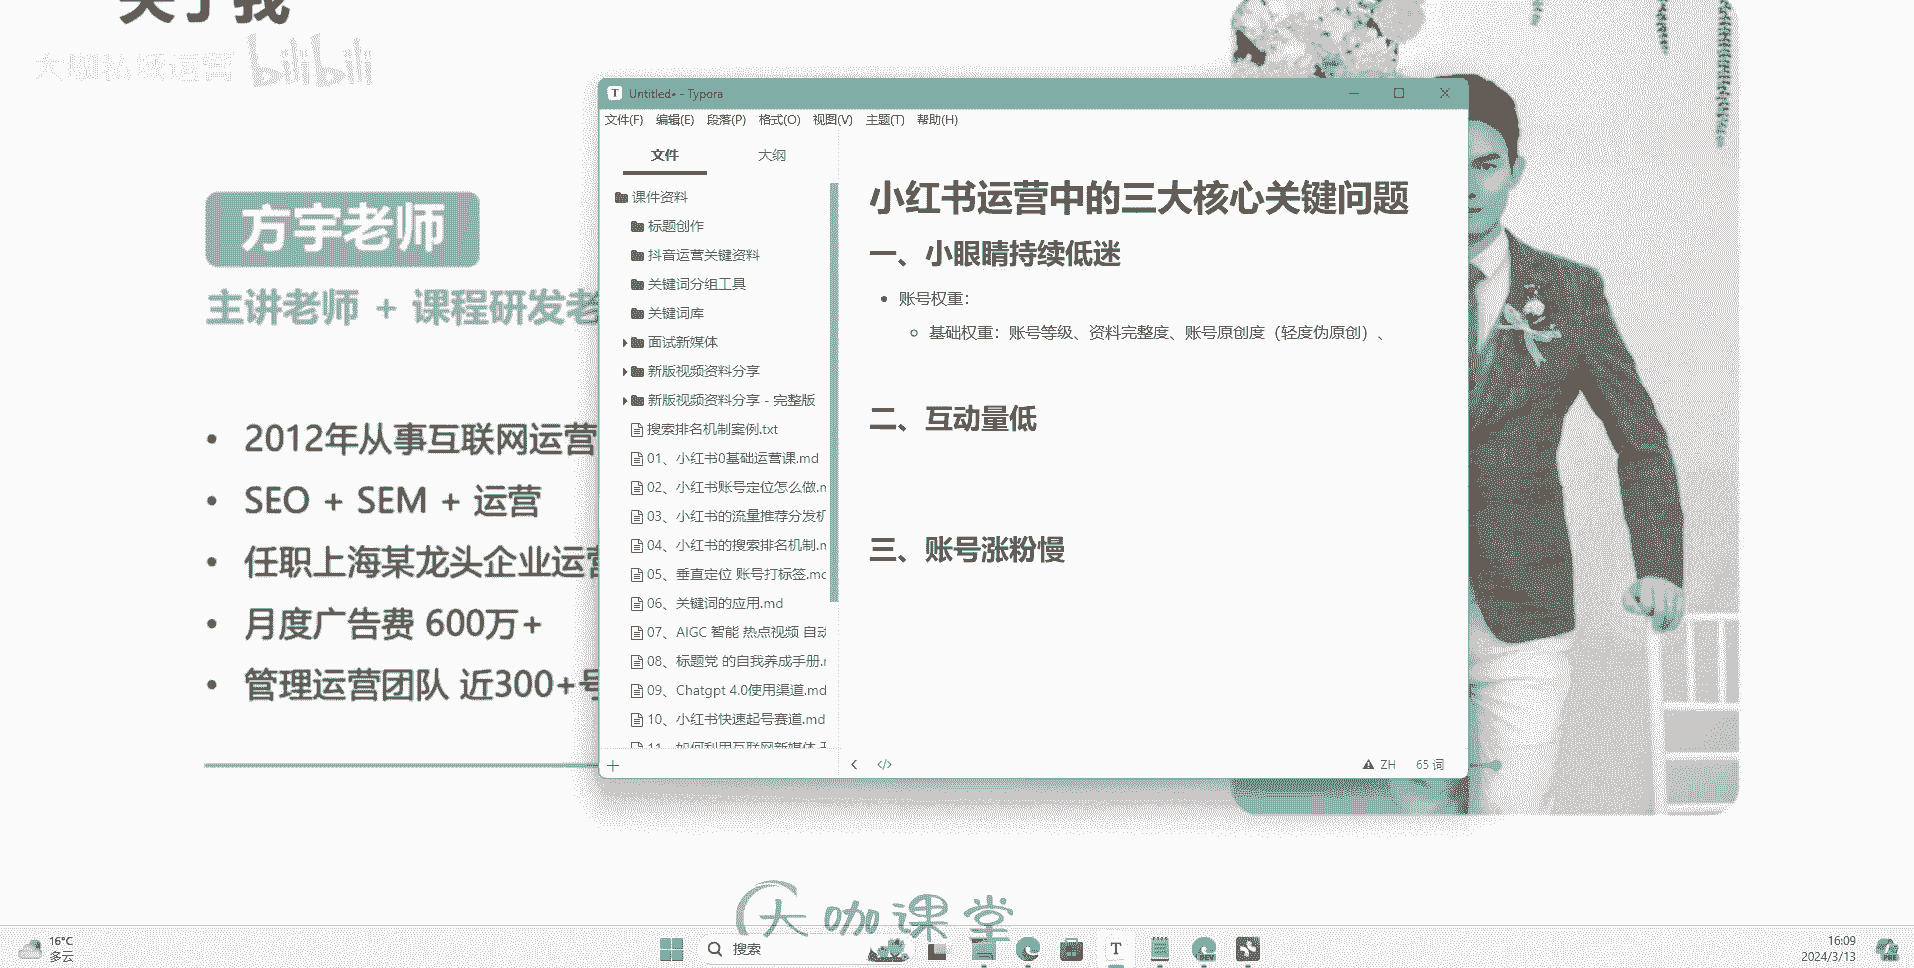 关于我
大咖私域运营 bilibili
方宇老师
主讲老师 + 课程研发老
2012年从事互联网运营
SEO + SEM + 运营
任职上海某龙头企业运营
月度广告费 600万+
管理运营团队 近300+号
Untitled• - Typora
文件(F) 编辑(E) 段落(P) 格式(O) 视图(V) 主题(T) 帮助(H)
文件 大纲
课件资料
标题创作
抖音运营关键资料
关键词分组工具
关键词库
面试新媒体
新版视频资料分享
新版视频资料分享 - 完整版
搜索排名机制案例.txt
01、小红书0基础运营课.md
02、小红书账号定位怎么做.m
03、小红书的流量推荐分发机
04、小红书的搜索排名机制.m
05、垂直定位 账号打标签.md
06、关键词的应用.md
07、AIGC 智能 热点视频 自动
08、标题党 的自我养成手册.m
09、Chatgpt 4.0使用渠道.md
10、小红书快速起号赛道.md
11、如何利用互联网新媒体
小红书运营中的三大核心关键问题
一、小眼睛持续低迷
账号权重：
基础权重：账号等级、资料完整度、账号原创度（轻度伪原创）、
二、互动量低
三、账号涨粉慢
ZH 65 词
大咖课堂
16°C
多云
搜索
16:09
2024/3/13